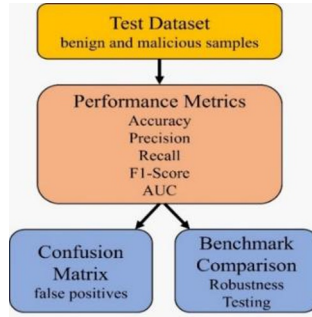 Test Dataset
benign and malicious samples
Performance Metrics
Accuracy
Precision
Recall
F1-Score
AUC
Confusion
Matrix
false positives
Benchmark
Comparison
Robustness
Testing